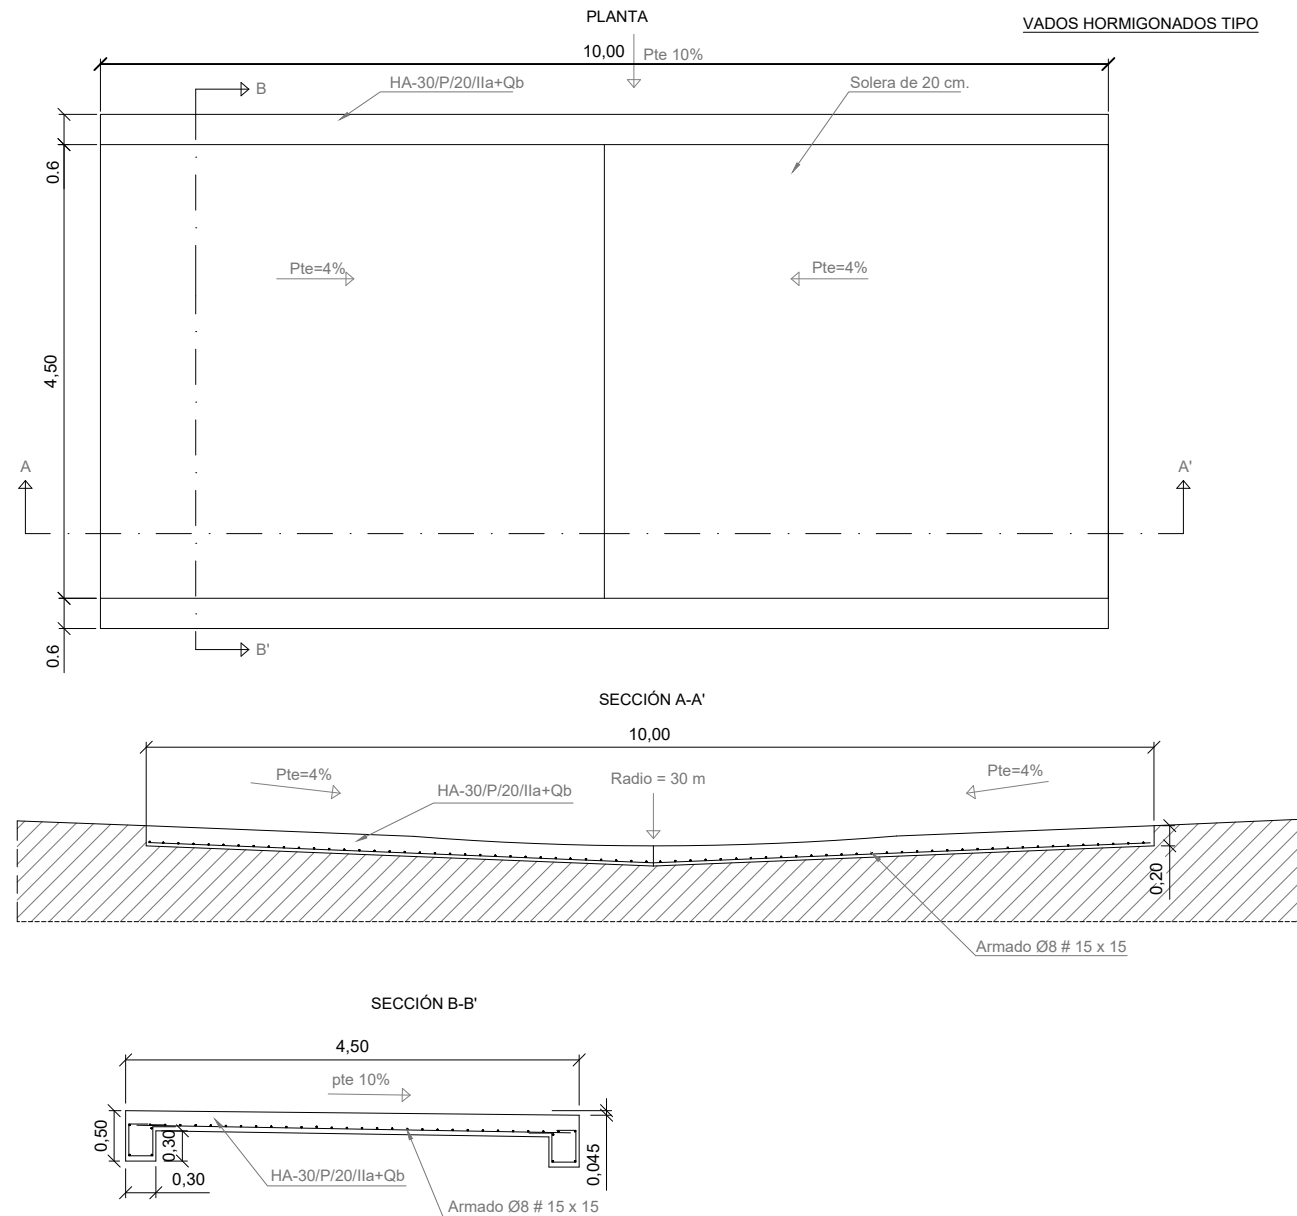 PLANTA
VADOS HORMIGONADOS TIPO
10,00
Pte 10%
HA-30/P/20/IIa+Qb
Solera de 20 cm.
B
0.6
Pte=4%
Pte=4%
4,50
A
A'
B'
0.6
SECCIÓN A-A'
10,00
Pte=4%
Radio = 30 m
Pte=4%
HA-30/P/20/IIa+Qb
0,20
Armado Ø8 # 15 x 15
SECCIÓN B-B'
4,50
pte 10%
0,50
0,30
0,045
HA-30/P/20/IIa+Qb
0,30
Armado Ø8 # 15 x 15